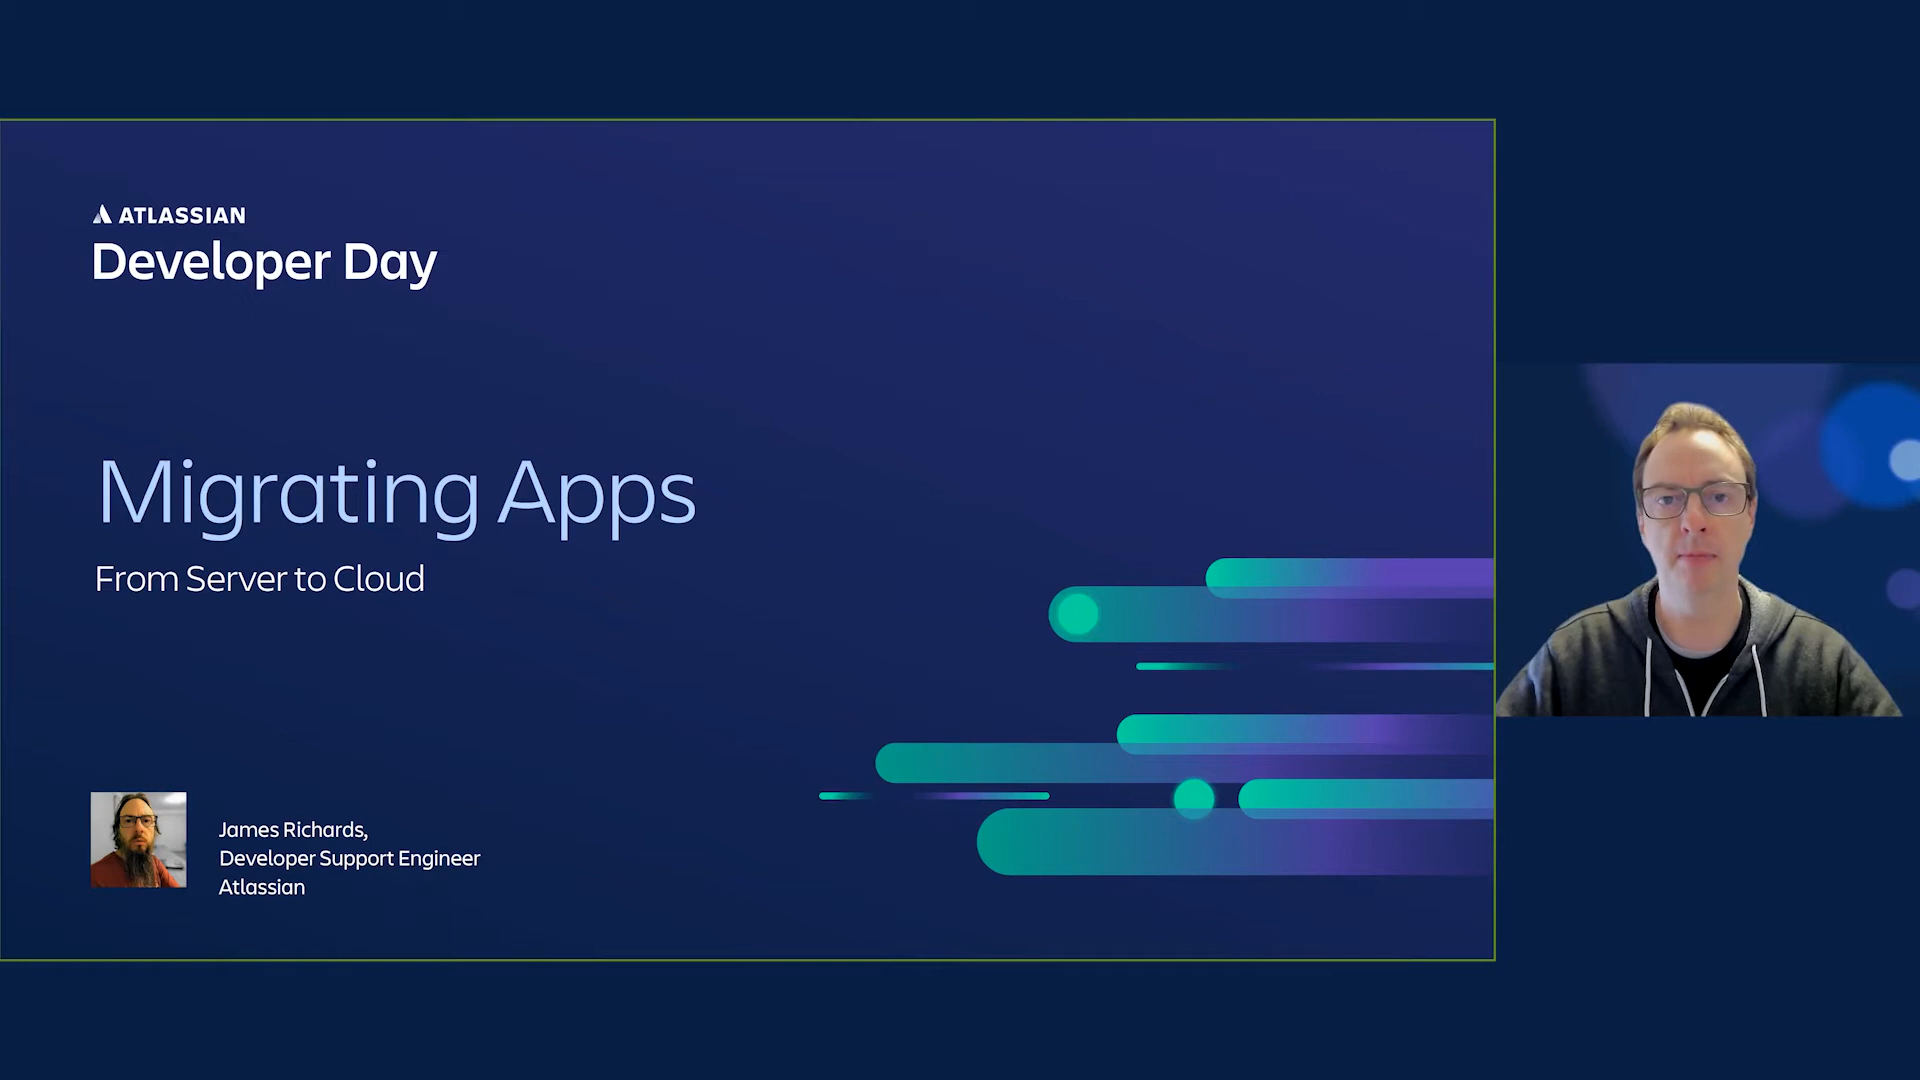 ATLASSIAN
Developer Day
Migrating Apps
From Server to Cloud
James Richards,
Developer Support Engineer
Atlassian